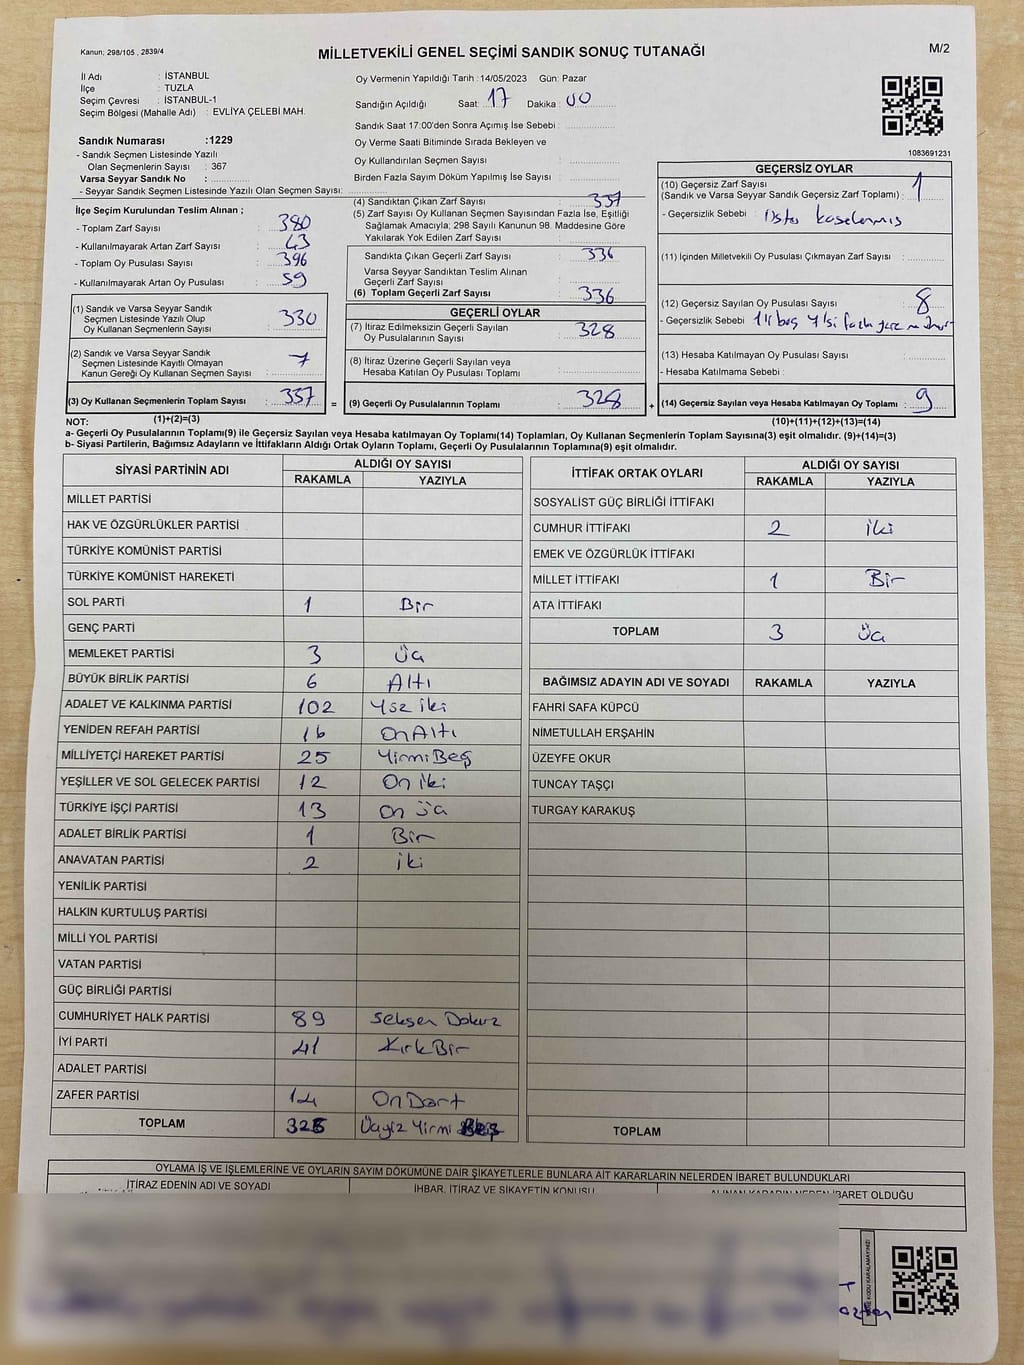 Kanun; 298/105 , 2839/4
MİLLETVEKİLİ GENEL SEÇİMİ SANDIK SONUÇ TUTANAĞI
M/2
İl Adı : İSTANBUL
İlçe : TUZLA
Seçim Çevresi : İSTANBUL-1
Seçim Bölgesi (Mahalle Adı) : EVLİYA ÇELEBİ MAH.
Sandık Numarası :1229
- Sandık Seçmen Listesinde Yazılı
Olan Seçmenlerin Sayısı : 367
Varsa Seyyar Sandık No :
- Seyyar Sandık Seçmen Listesinde Yazılı Olan Seçmen Sayısı:
Oy Vermenin Yapıldığı Tarih :14/05/2023 Gün: Pazar
Sandığın Açıldığı Saat: 17 Dakika : 00
Sandık Saat 17:00'den Sonra Açımış İse Sebebi :
Oy Verme Saati Bitiminde Sırada Bekleyen ve
Oy Kullandırılan Seçmen Sayısı :
Birden Fazla Sayım Döküm Yapılmış İse Sayısı :
1083691231
İlçe Seçim Kurulundan Teslim Alınan ;
- Toplam Zarf Sayısı : 380
- Kullanılmayarak Artan Zarf Sayısı : 43
- Toplam Oy Pusulası Sayısı : 396
- Kullanılmayarak Artan Oy Pusulası : 59
(1) Sandık ve Varsa Seyyar Sandık
Seçmen Listesinde Yazılı Olup
Oy Kullanan Seçmenlerin Sayısı : 330
(2) Sandık ve Varsa Seyyar Sandık
Seçmen Listesinde Kayıtlı Olmayan
Kanun Gereği Oy Kullanan Seçmen Sayısı : 7
(3) Oy Kullanan Seçmenlerin Toplam Sayısı : 337 =
(4) Sandıktan Çıkan Zarf Sayısı : 337
(5) Zarf Sayısı Oy Kullanan Seçmen Sayısından Fazla İse, Eşitliği
Sağlamak Amacıyla; 298 Sayılı Kanunun 98. Maddesine Göre
Yakılarak Yok Edilen Zarf Sayısı :
Sandıkta Çıkan Geçerli Zarf Sayısı : 336
Varsa Seyyar Sandıktan Teslim Alınan
Geçerli Zarf Sayısı :
(6) Toplam Geçerli Zarf Sayısı : 336
GEÇERLİ OYLAR
(7) İtiraz Edilmeksizin Geçerli Sayılan
Oy Pusulalarının Sayısı : 328
(8) İtiraz Üzerine Geçerli Sayılan veya
Hesaba Katılan Oy Pusulası Toplamı :
(9) Geçerli Oy Pusulalarının Toplamı : 328 +
GEÇERSİZ OYLAR
(10) Geçersiz Zarf Sayısı
(Sandık ve Varsa Seyyar Sandık Geçersiz Zarf Toplamı) : 1
- Geçersizlik Sebebi :
(11) İçinden Milletvekili Oy Pusulası Çıkmayan Zarf Sayısı :
(12) Geçersiz Sayılan Oy Pusulası Sayısı : 8
- Geçersizlik Sebebi :
(13) Hesaba Katılmayan Oy Pusulası Sayısı :
- Hesaba Katılmama Sebebi :
(14) Geçersiz Sayılan veya Hesaba Katılmayan Oy Toplamı : 9
NOT: (1)+(2)=(3) (10)+(11)+(12)+(13)=(14)
a- Geçerli Oy Pusulalarının Toplamı(9) ile Geçersiz Sayılan veya Hesaba katılmayan Oy Toplamı(14) Toplamları, Oy Kullanan Seçmenlerin Toplam Sayısına(3) eşit olmalıdır. (9)+(14)=(3)
b- Siyasi Partilerin, Bağımsız Adayların ve İttifakların Aldığı Ortak Oyların Toplamı, Geçerli Oy Pusulalarının Toplamına(9) eşit olmalıdır.
SİYASİ PARTİNİN ADI ALDIĞI OY SAYISI
RAKAMLA YAZIYLA
MİLLET PARTİSİ
HAK VE ÖZGÜRLÜKLER PARTİSİ
TÜRKİYE KOMÜNİST PARTİSİ
TÜRKİYE KOMÜNİST HAREKETİ
SOL PARTİ 1 Bir
GENÇ PARTİ
MEMLEKET PARTİSİ 3 Üç
BÜYÜK BİRLİK PARTİSİ 6 Altı
ADALET VE KALKINMA PARTİSİ 102 Yüz iki
YENİDEN REFAH PARTİSİ 16 On Altı
MİLLİYETÇİ HAREKET PARTİSİ 25 Yirmi Beş
YEŞİLLER VE SOL GELECEK PARTİSİ 12 On iki
TÜRKİYE İŞÇİ PARTİSİ 13 On üç
ADALET BİRLİK PARTİSİ 1 Bir
ANAVATAN PARTİSİ 2 iki
YENİLİK PARTİSİ
HALKIN KURTULUŞ PARTİSİ
MİLLİ YOL PARTİSİ
VATAN PARTİSİ
GÜÇ BİRLİĞİ PARTİSİ
CUMHURİYET HALK PARTİSİ 89 Seksen Dokuz
İYİ PARTİ 41 Kırk Bir
ADALET PARTİSİ
ZAFER PARTİSİ 14 On Dört
TOPLAM 325 Üçyüz Yirmi Beş
İTTİFAK ORTAK OYLARI ALDIĞI OY SAYISI
RAKAMLA YAZIYLA
SOSYALİST GÜÇ BİRLİĞİ İTTİFAKI
CUMHUR İTTİFAKI 2 iki
EMEK VE ÖZGÜRLÜK İTTİFAKI
MİLLET İTTİFAKI 1 Bir
ATA İTTİFAKI
TOPLAM 3 Üç
BAĞIMSIZ ADAYIN ADI VE SOYADI RAKAMLA YAZIYLA
FAHRİ SAFA KÜPCÜ
NİMETULLAH ERŞAHİN
ÜZEYFE OKUR
TUNCAY TAŞÇI
TURGAY KARAKUŞ
TOPLAM
OYLAMA İŞ VE İŞLEMLERİNE VE OYLARIN SAYIM DÖKÜMÜNE DAİR ŞİKAYETLERLE BUNLARA AİT KARARLARIN NELERDEN İBARET BULUNDUKLARI
İTİRAZ EDENİN ADI VE SOYADI İHBAR, İTİRAZ VE ŞİKAYETİN KONUSU ALINAN KARARIN NEDEN İBARET OLDUĞU